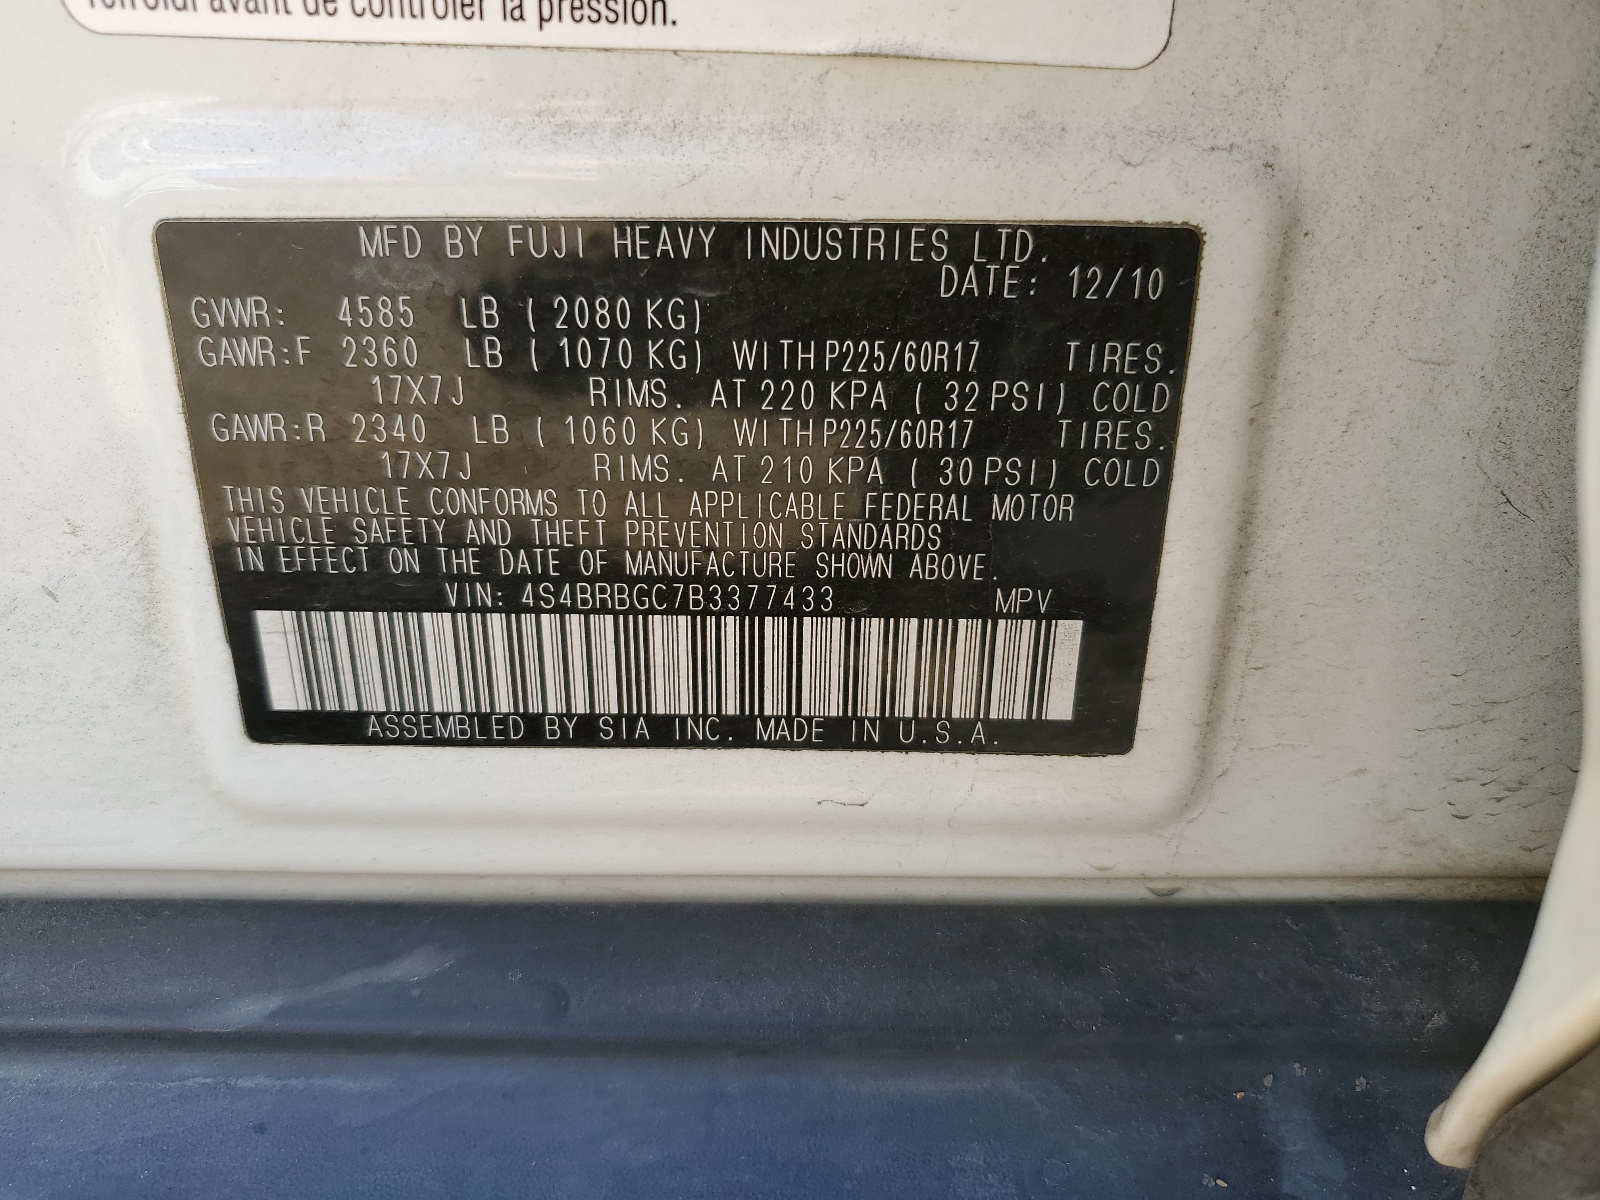 refroidi avant de contrôler la pression.
MFD BY FUJI HEAVY INDUSTRIES LTD.
DATE: 12/10
GVWR: 4585 LB ( 2080 KG)
GAWR:F 2360 LB ( 1070 KG) WITH P225/60R17 TIRES.
17X7J RIMS. AT 220 KPA ( 32 PSI) COLD
GAWR:R 2340 LB ( 1060 KG) WITH P225/60R17 TIRES.
17X7J RIMS. AT 210 KPA ( 30 PSI) COLD
THIS VEHICLE CONFORMS TO ALL APPLICABLE FEDERAL MOTOR
VEHICLE SAFETY AND THEFT PREVENTION STANDARDS
IN EFFECT ON THE DATE OF MANUFACTURE SHOWN ABOVE.
VIN: 4S4BRBGC7B3377433 MPV
ASSEMBLED BY SIA INC. MADE IN U.S.A.